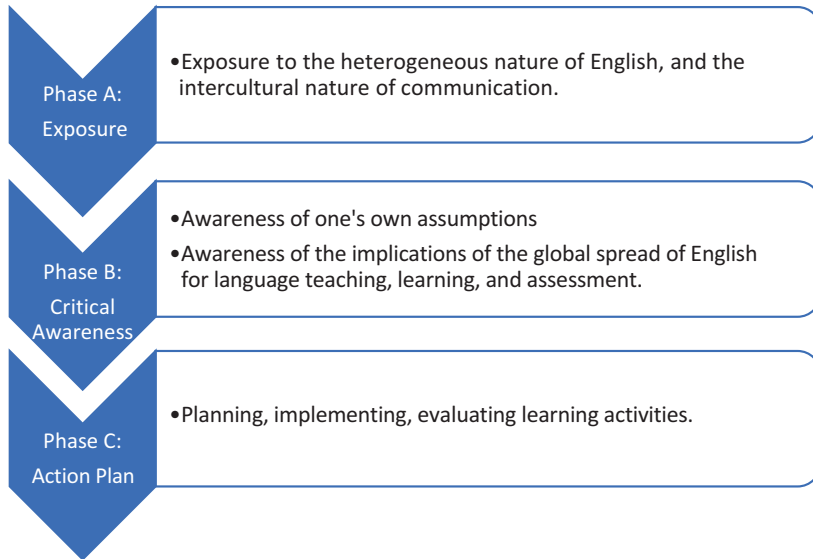 Phase A:
Exposure
•Exposure to the heterogeneous nature of English, and the
intercultural nature of communication.
Phase B:
Critical
Awareness
•Awareness of one's own assumptions
•Awareness of the implications of the global spread of English
for language teaching, learning, and assessment.
Phase C:
Action Plan
•Planning, implementing, evaluating learning activities.